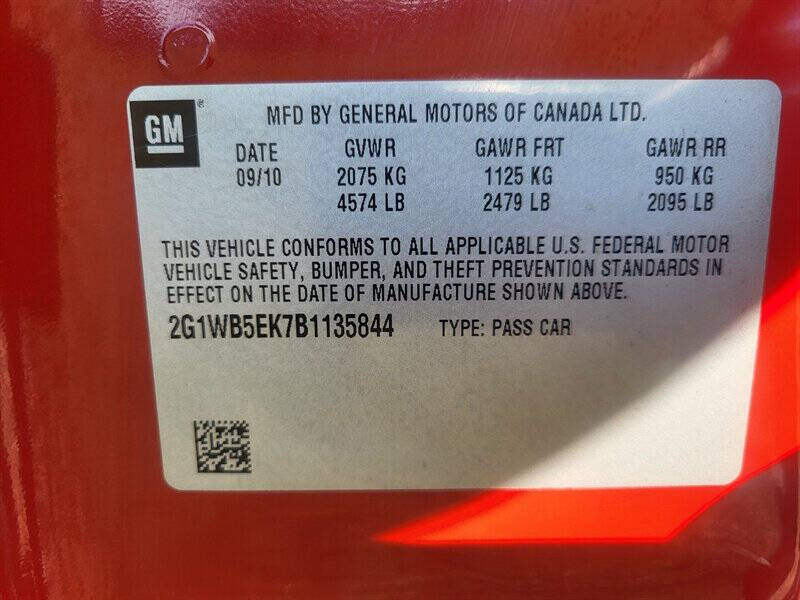 GM®
MFD BY GENERAL MOTORS OF CANADA LTD.
DATE GVWR GAWR FRT GAWR RR
09/10 2075 KG 1125 KG 950 KG
4574 LB 2479 LB 2095 LB
THIS VEHICLE CONFORMS TO ALL APPLICABLE U.S. FEDERAL MOTOR
VEHICLE SAFETY, BUMPER, AND THEFT PREVENTION STANDARDS IN
EFFECT ON THE DATE OF MANUFACTURE SHOWN ABOVE.
2G1WB5EK7B1135844 TYPE: PASS CAR